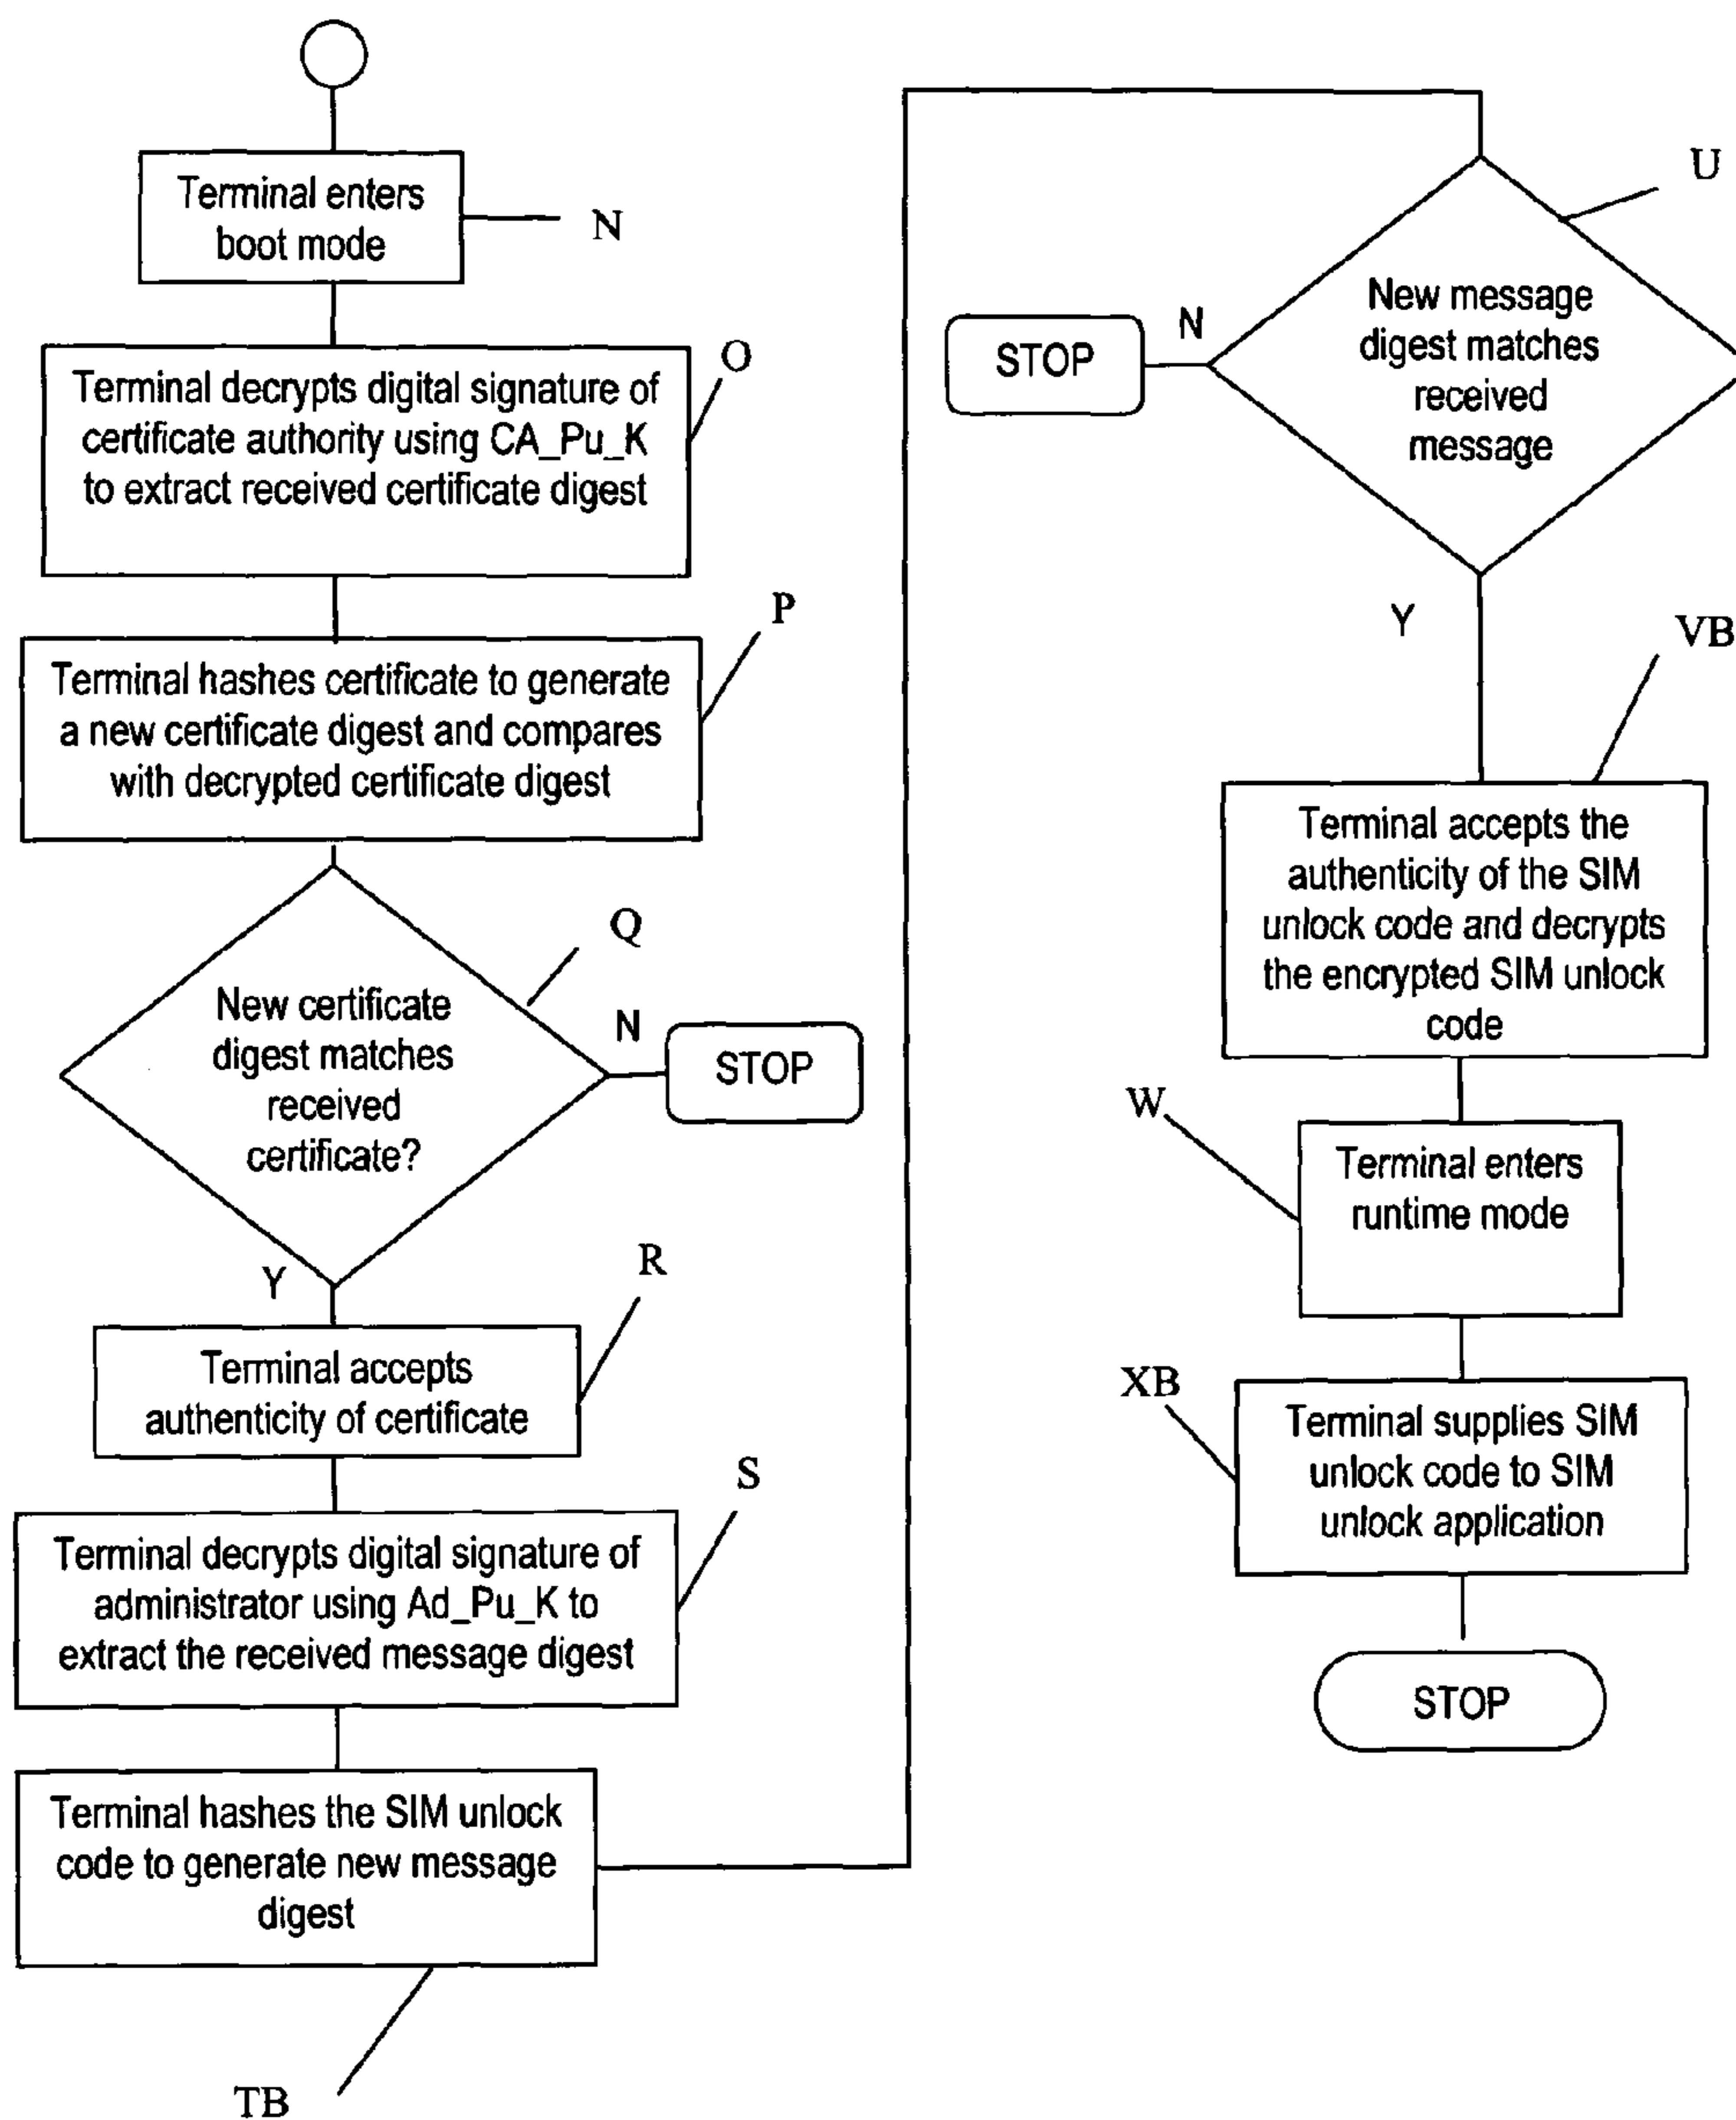 Terminal enters
boot mode
N
Terminal decrypts digital signature of
certificate authority using CA_Pu_K
to extract received certificate digest
O
Terminal hashes certificate to generate
a new certificate digest and compares
with decrypted certificate digest
P
New certificate
digest matches
received
certificate?
Q
N
STOP
Y
Terminal accepts
authenticity of certificate
R
Terminal decrypts digital signature of
administrator using Ad_Pu_K to
extract the received message digest
S
Terminal hashes the SIM unlock
code to generate new message
digest
TB
New message
digest matches
received
message
U
N
STOP
Y
Terminal accepts the
authenticity of the SIM
unlock code and decrypts
the encrypted SIM unlock
code
VB
Terminal enters
runtime mode
W
Terminal supplies SIM
unlock code to SIM
unlock application
XB
STOP